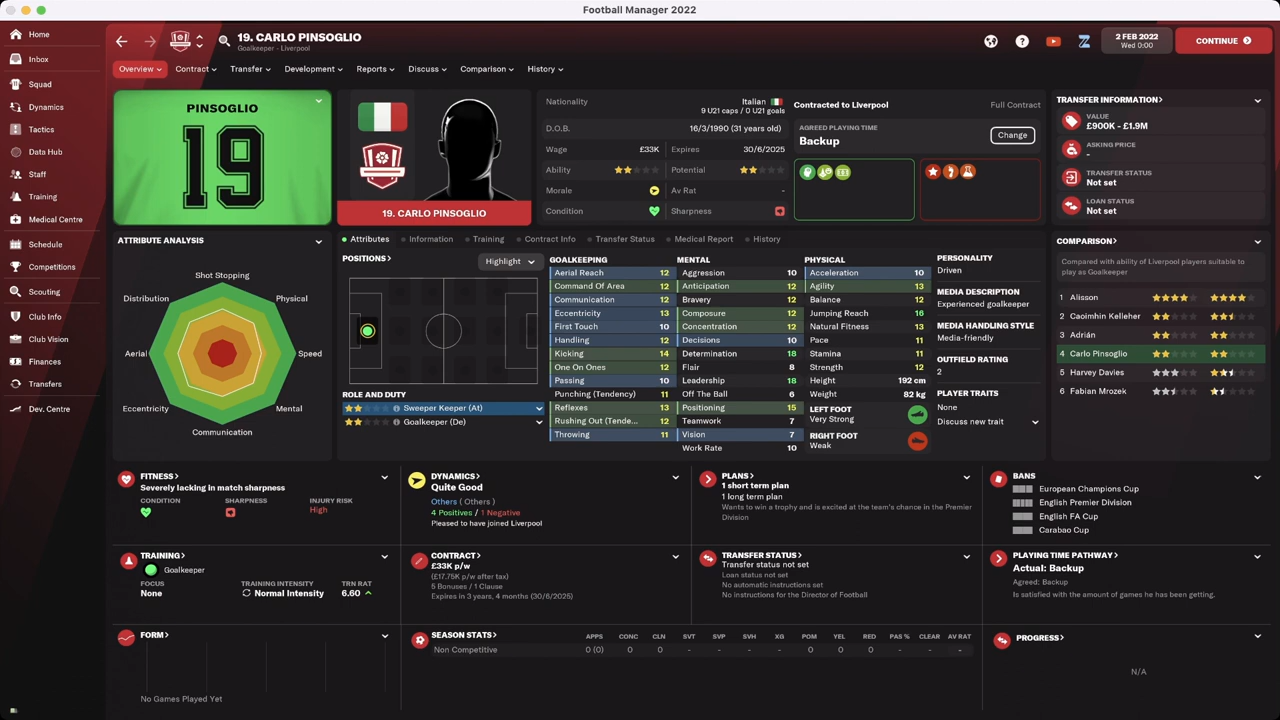 Football Manager 2022
Home
Inbox
Squad
Dynamics
Tactics
Data Hub
Staff
Training
Medical Centre
Schedule
Competitions
Scouting
Club Info
Club Vision
Finances
Transfers
Dev. Centre
19. CARLO PINSOGLIO
Goalkeeper - Liverpool
2 FEB 2022
Wed 0:00
CONTINUE
Overview
Contract
Transfer
Development
Reports
Discuss
Comparison
History
PINSOGLIO
19
19. CARLO PINSOGLIO
Nationality Italian
9 U21 caps / 0 U21 goals
D.O.B. 16/3/1990 (31 years old)
Wage £33K Expires 30/6/2025
Ability Potential
Morale Av Rat -
Condition Sharpness
Contracted to Liverpool Full Contract
AGREED PLAYING TIME
Backup
Change
TRANSFER INFORMATION>
VALUE
£900K - £1.9M
ASKING PRICE
-
TRANSFER STATUS
Not set
LOAN STATUS
Not set
ATTRIBUTE ANALYSIS
Shot Stopping
Physical
Speed
Mental
Communication
Eccentricity
Aerial
Distribution
Attributes
Information
Training
Contract Info
Transfer Status
Medical Report
History
POSITIONS>
Highlight
ROLE AND DUTY
Sweeper Keeper (At)
Goalkeeper (De)
GOALKEEPING
Aerial Reach 12
Command Of Area 12
Communication 12
Eccentricity 13
First Touch 10
Handling 12
Kicking 14
One On Ones 12
Passing 10
Punching (Tendency) 11
Reflexes 13
Rushing Out (Tende... 12
Throwing 11
MENTAL
Aggression 10
Anticipation 12
Bravery 12
Composure 12
Concentration 12
Decisions 10
Determination 18
Flair 8
Leadership 18
Off The Ball 6
Positioning 15
Teamwork 7
Vision 7
Work Rate 10
PHYSICAL
Acceleration 10
Agility 13
Balance 12
Jumping Reach 16
Natural Fitness 13
Pace 11
Stamina 11
Strength 12
Height 192 cm
Weight 82 kg
LEFT FOOT
Very Strong
RIGHT FOOT
Weak
PERSONALITY
Driven
MEDIA DESCRIPTION
Experienced goalkeeper
MEDIA HANDLING STYLE
Media-friendly
OUTFIELD RATING
2
PLAYER TRAITS
None
Discuss new trait
COMPARISON>
Compared with ability of Liverpool players suitable
to play as Goalkeeper
1 Alisson
2 Caoimhin Kelleher
3 Adrián
4 Carlo Pinsoglio
5 Harvey Davies
6 Fabian Mrozek
FITNESS>
Severely lacking in match sharpness
CONDITION SHARPNESS INJURY RISK
High
DYNAMICS>
Quite Good
Others ( Others )
4 Positives / 1 Negative
Pleased to have joined Liverpool
PLANS>
1 short term plan
1 long term plan
Wants to win a trophy and is excited at the team's chance in the Premier
Division
BANS
European Champions Cup
English Premier Division
English FA Cup
Carabao Cup
TRAINING>
Goalkeeper
FOCUS TRAINING INTENSITY TRN RAT
None Normal Intensity 6.60
CONTRACT>
£33K p/w
(£17.75K p/w after tax)
5 Bonuses / 1 Clause
Expires in 3 years, 4 months (30/6/2025)
TRANSFER STATUS>
Transfer status not set
Loan status not set
No automatic instructions set
No instructions for the Director of Football
PLAYING TIME PATHWAY>
Actual: Backup
Agreed: Backup
Is satisfied with the amount of games he has been getting.
FORM>
No Games Played Yet
SEASON STATS> APPS CONC CLN SVT SVP SVH XG POM YEL RED PAS % CLEAR AV RAT
Non Competitive 0 (0) 0 0 - - - - 0 0 0 - - -
PROGRESS>
N/A